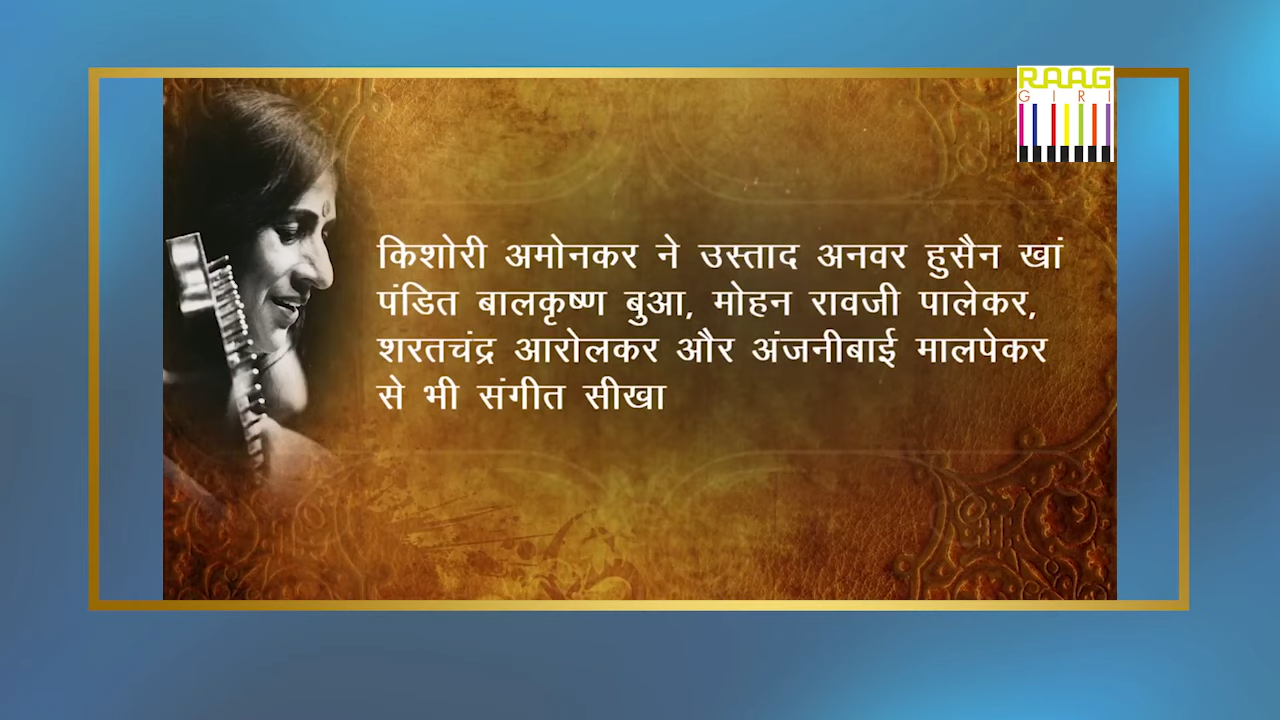 RAAG
GIRI
किशोरी अमोनकर ने उस्ताद अनवर हुसैन खां
पंडित बालकृष्ण बुआ, मोहन रावजी पालेकर,
शरतचंद्र आरोलकर और अंजनीबाई मालपेकर
से भी संगीत सीखा